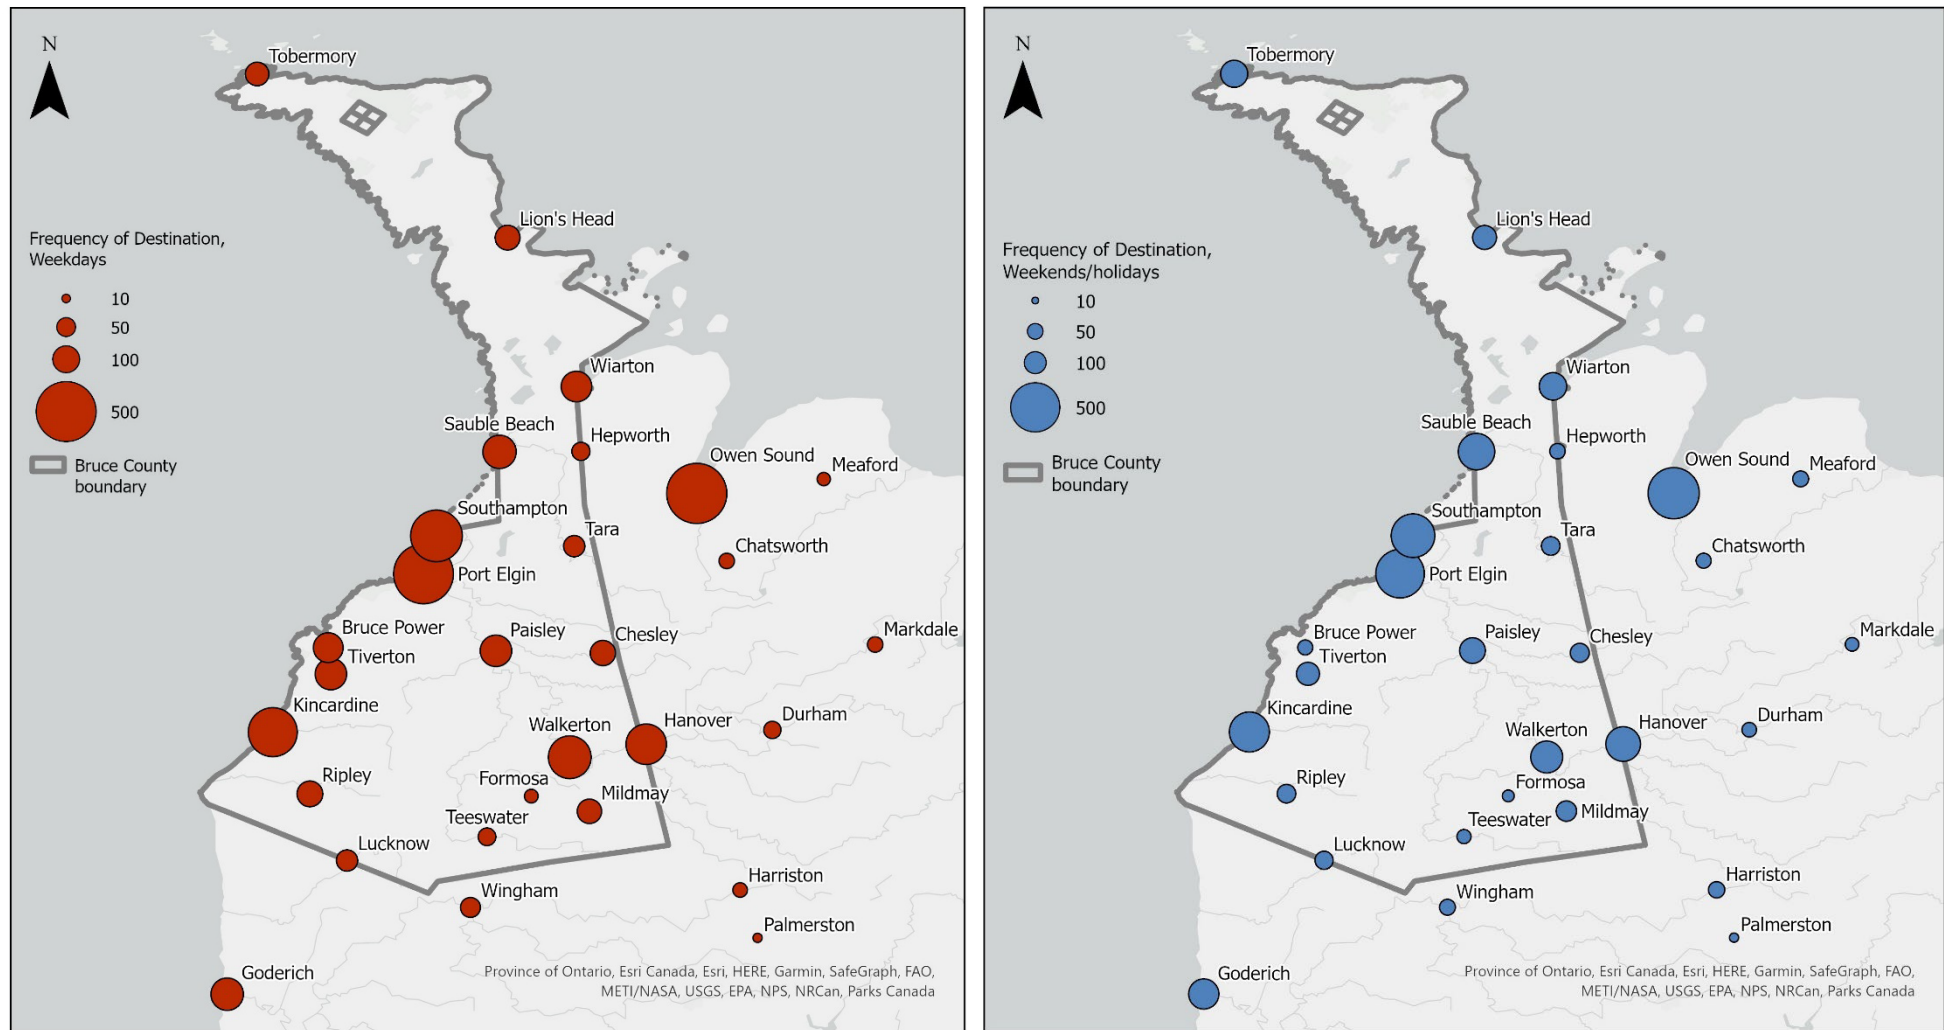 N
Tobermory
Lion's Head
Frequency of Destination,
Weekdays
10
50
100
500
Bruce County
boundary
Wiarton
Sauble Beach
Hepworth
Owen Sound
Meaford
Southampton
Tara
Chatsworth
Port Elgin
Bruce Power
Paisley
Chesley
Markdale
Tiverton
Kincardine
Walkerton
Hanover
Durham
Ripley
Formosa
Mildmay
Teeswater
Lucknow
Wingham
Harriston
Palmerston
Goderich
Province of Ontario, Esri Canada, Esri, HERE, Garmin, SafeGraph, FAO,
METI/NASA, USGS, EPA, NPS, NRCan, Parks Canada
N
Tobermory
Lion's Head
Frequency of Destination,
Weekends/holidays
10
50
100
500
Bruce County
boundary
Wiarton
Sauble Beach
Hepworth
Owen Sound
Meaford
Southampton
Tara
Chatsworth
Port Elgin
Bruce Power
Paisley
Chesley
Markdale
Tiverton
Kincardine
Walkerton
Hanover
Durham
Ripley
Formosa
Mildmay
Teeswater
Lucknow
Wingham
Harriston
Palmerston
Goderich
Province of Ontario, Esri Canada, Esri, HERE, Garmin, SafeGraph, FAO,
METI/NASA, USGS, EPA, NPS, NRCan, Parks Canada